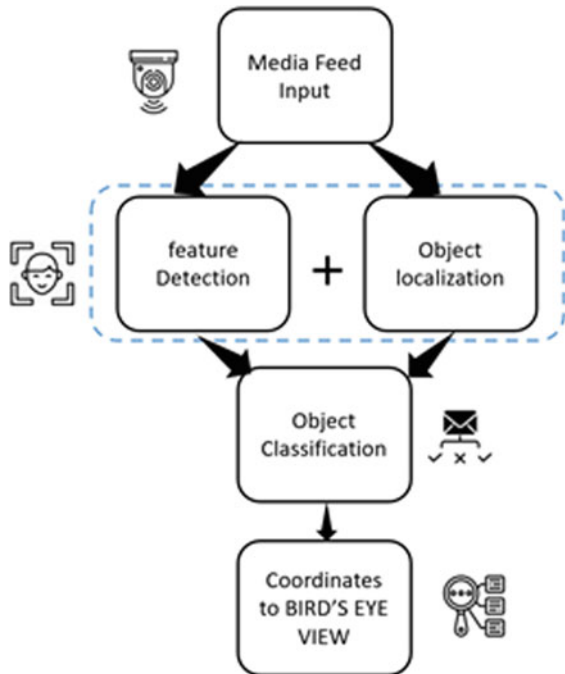 Media Feed
Input
feature
Detection
+
Object
localization
Object
Classification
Coordinates
to BIRD'S EYE
VIEW